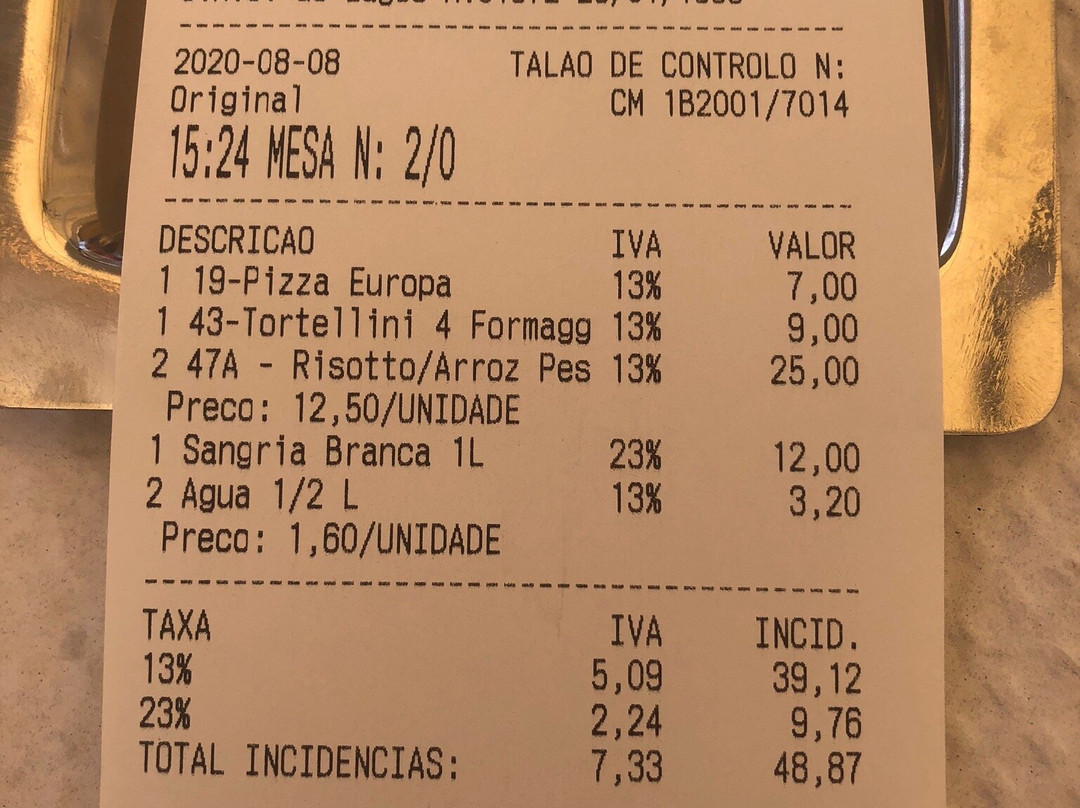 2020-08-08 TALAO DE CONTROLO N:
Original CM 1B2001/7014
15:24 MESA N: 2/0
DESCRICAO IVA VALOR
1 19-Pizza Europa 13% 7,00
1 43-Tortellini 4 Formagg 13% 9,00
2 47A - Risotto/Arroz Pes 13% 25,00
Preco: 12,50/UNIDADE
1 Sangria Branca 1L 23% 12,00
2 Agua 1/2 L 13% 3,20
Preco: 1,60/UNIDADE
TAXA IVA INCID.
13% 5,09 39,12
23% 2,24 9,76
TOTAL INCIDENCIAS: 7,33 48,87